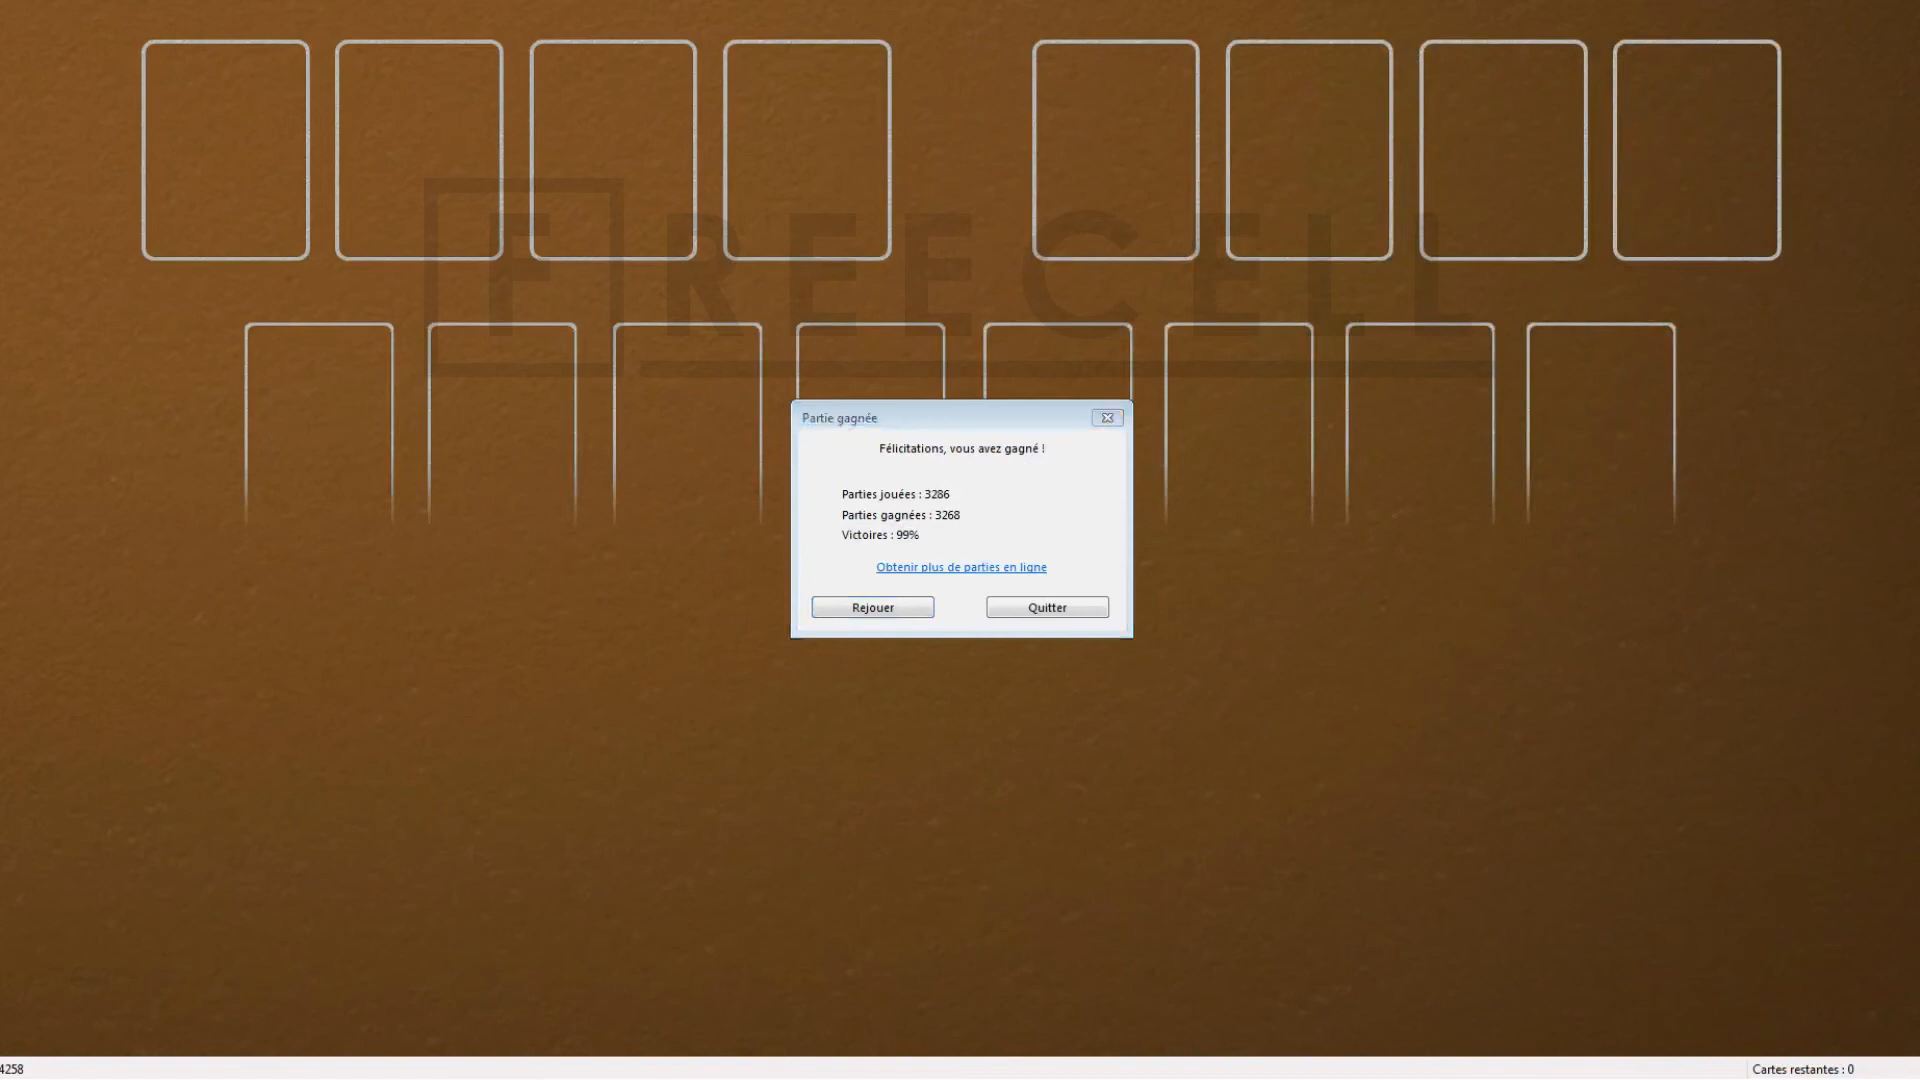 FREECELL
Partie gagnée
Félicitations, vous avez gagné !
Parties jouées : 3286
Parties gagnées : 3268
Victoires : 99%
Obtenir plus de parties en ligne
Rejouer
Quitter
4258
Cartes restantes : 0